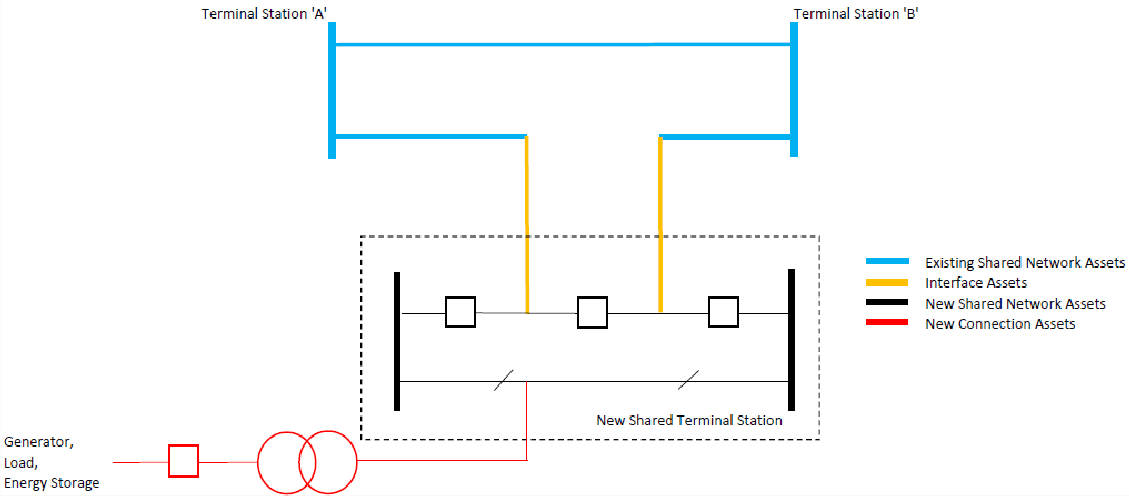 Terminal Station 'A'
Terminal Station 'B'
Existing Shared Network Assets
Interface Assets
New Shared Network Assets
New Connection Assets
New Shared Terminal Station
Generator,
Load,
Energy Storage